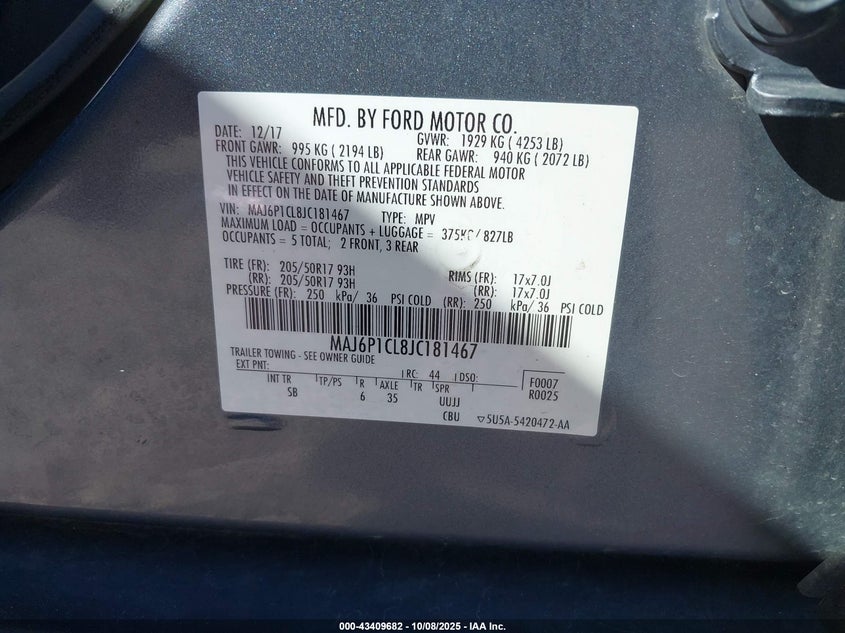 MFD. BY FORD MOTOR CO.
DATE: 12/17 GVWR: 1929 KG ( 4253 LB)
FRONT GAWR: 995 KG ( 2194 LB) REAR GAWR: 940 KG ( 2072 LB)
THIS VEHICLE CONFORMS TO ALL APPLICABLE FEDERAL MOTOR
VEHICLE SAFETY AND THEFT PREVENTION STANDARDS
IN EFFECT ON THE DATE OF MANUFACTURE SHOWN ABOVE.
VIN: MAJ6P1CL8JC181467 TYPE: MPV
MAXIMUM LOAD = OCCUPANTS + LUGGAGE = 375KG / 827LB
OCCUPANTS = 5 TOTAL; 2 FRONT, 3 REAR
TIRE (FR): 205/50R17 93H RIMS (FR): 17x7.0J
(RR): 205/50R17 93H (RR): 17x7.0J
PRESSURE (FR): 250 kPa/ 36 PSI COLD (RR): 250 kPa/ 36 PSI COLD
MAJ6P1CL8JC181467
TRAILER TOWING - SEE OWNER GUIDE
EXT PNT: RC: 44 DSO: F0007
INT TR TP/PS R AXLE TR SPR R0025
SB 6 35 UUJJ
CBU ▽5U5A-5420472-AA
000-43409682 - 10/08/2025 - IAA Inc.